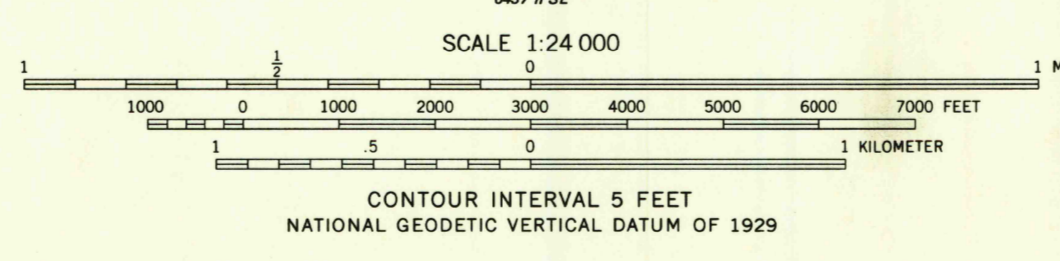 SCALE 1:24 000
1 1/2 0 1
1000 0 1000 2000 3000 4000 5000 6000 7000 FEET
1 .5 0 1 KILOMETER
CONTOUR INTERVAL 5 FEET
NATIONAL GEODETIC VERTICAL DATUM OF 1929